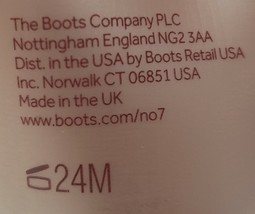 The Boots Company PLC
Nottingham England NG2 3AA
Dist. in the USA by Boots Retail USA
Inc. Norwalk CT 06851 USA
Made in the UK
www.boots.com/no7
24M